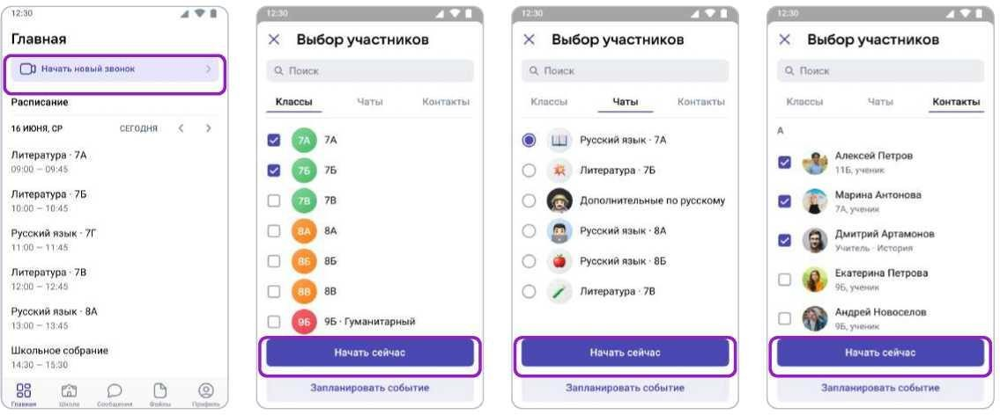 12:30
Главная
Начать новый звонок
Расписание
16 ИЮНЯ, СР
СЕГОДНЯ
Литература · 7А
09:00 – 09:45
Литература · 7Б
10:00 – 10:45
Русский язык · 7Г
11:00 – 11:45
Литература · 7В
12:00 – 12:45
Русский язык · 8А
13:00 – 13:45
Школьное собрание
14:30 – 15:30
Главная Школа Сообщения Файлы Профиль
12:30
Выбор участников
Поиск
Классы Чаты Контакты
7А 7А
7Б 7Б
7В 7В
8А 8А
8Б 8Б
8В 8В
9Б 9Б · Гуманитарный
Начать сейчас
Запланировать событие
12:30
Выбор участников
Поиск
Классы Чаты Контакты
Русский язык · 7А
Литература · 7Б
Дополнительные по русскому
Русский язык · 8А
Русский язык · 8Б
Литература · 7В
Начать сейчас
Запланировать событие
12:30
Выбор участников
Поиск
Классы Чаты Контакты
А
Алексей Петров
11Б, ученик
Марина Антонова
7А, ученик
Дмитрий Артамонов
Учитель · История
Екатерина Петрова
9Б, ученик
Андрей Новоселов
9Б, ученик
Начать сейчас
Запланировать событие